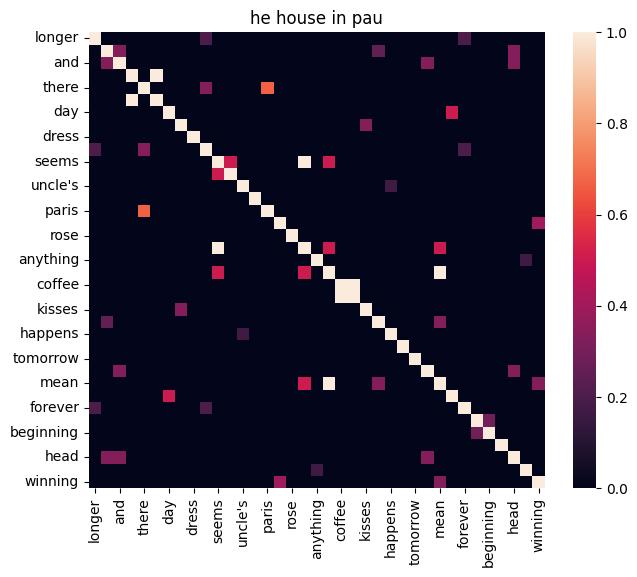 he house in pau
longer
and
there
day
dress
seems
uncle's
paris
rose
anything
coffee
kisses
happens
tomorrow
mean
forever
beginning
head
winning
longer
and
there
day
dress
seems
uncle's
paris
rose
anything
coffee
kisses
happens
tomorrow
mean
forever
beginning
head
winning
1.0
0.8
0.6
0.4
0.2
0.0